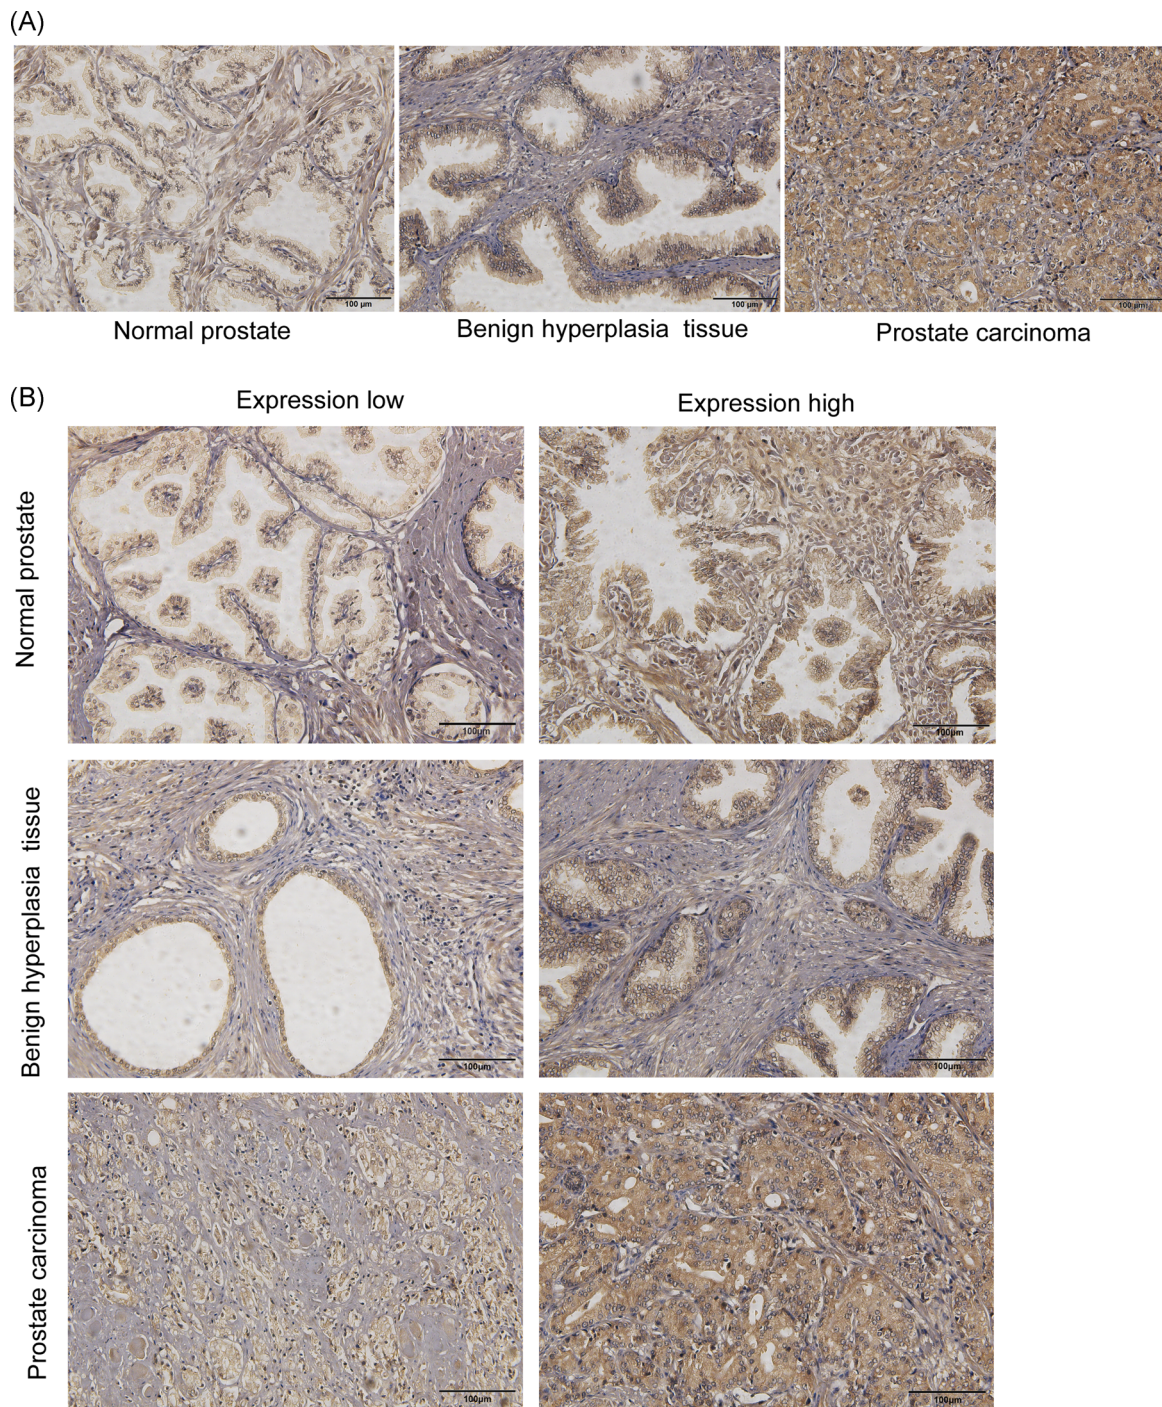 (A)
100 µm
100 µm
100 µm
Normal prostate
Benign hyperplasia tissue
Prostate carcinoma
(B)
Expression low
Expression high
Normal prostate
100µm
100µm
Benign hyperplasia tissue
100µm
100µm
Prostate carcinoma
100µm
100µm